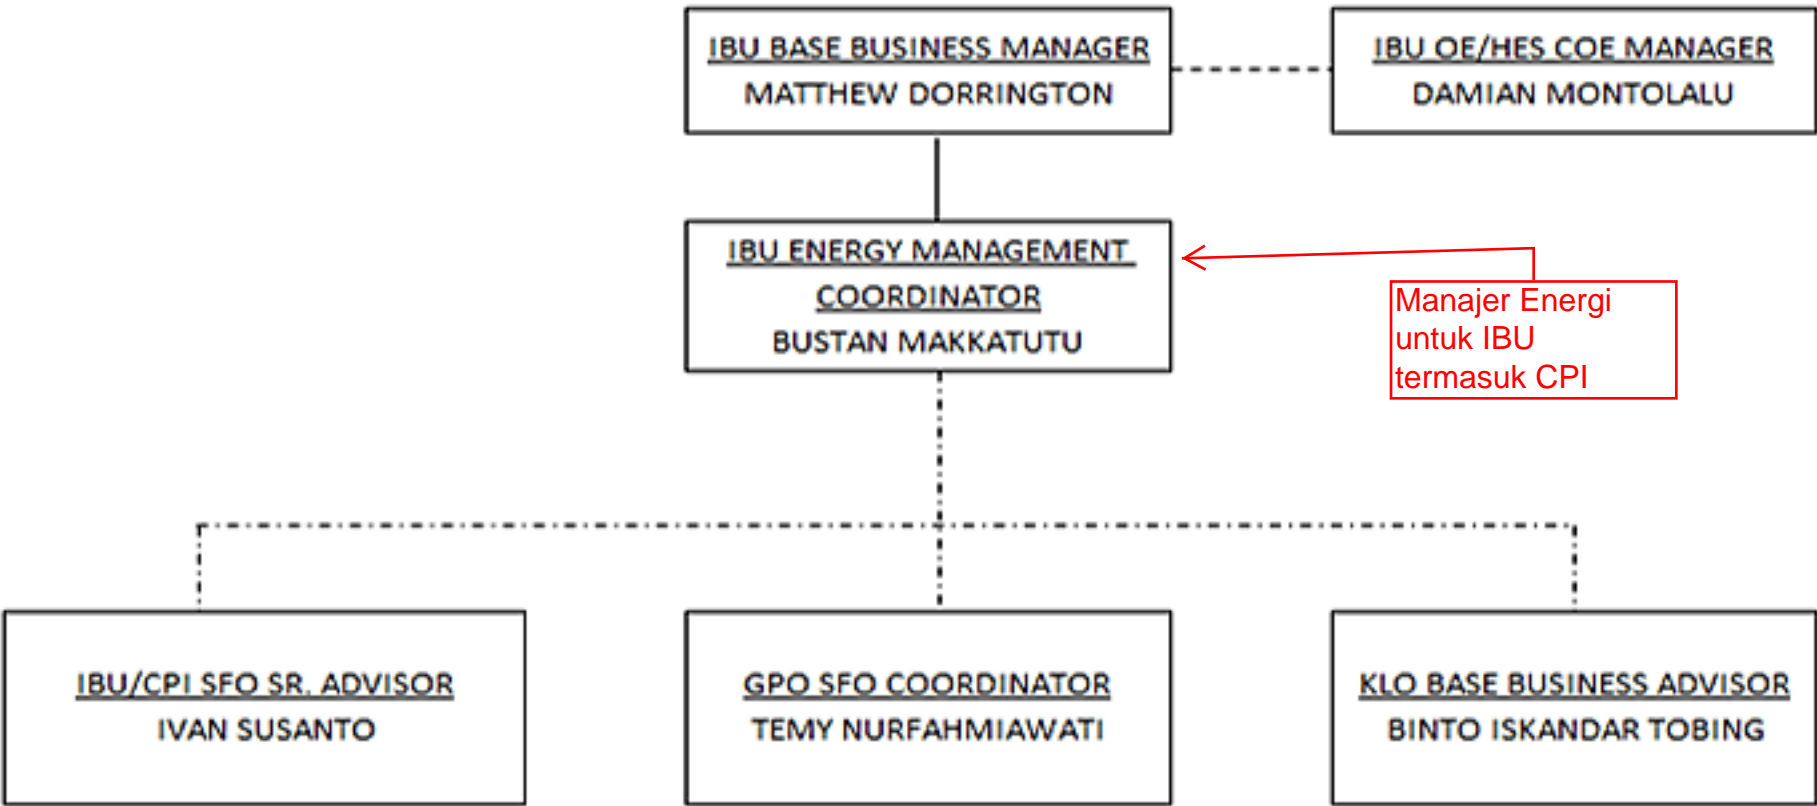 IBU BASE BUSINESS MANAGER
MATTHEW DORRINGTON
IBU OE/HES COE MANAGER
DAMIAN MONTOLALU
IBU ENERGY MANAGEMENT
COORDINATOR
BUSTAN MAKKATUTU
Manajer Energi
untuk IBU
termasuk CPI
IBU/CPI SFO SR. ADVISOR
IVAN SUSANTO
GPO SFO COORDINATOR
TEMY NURFAHMIAWATI
KLO BASE BUSINESS ADVISOR
BINTO ISKANDAR TOBING